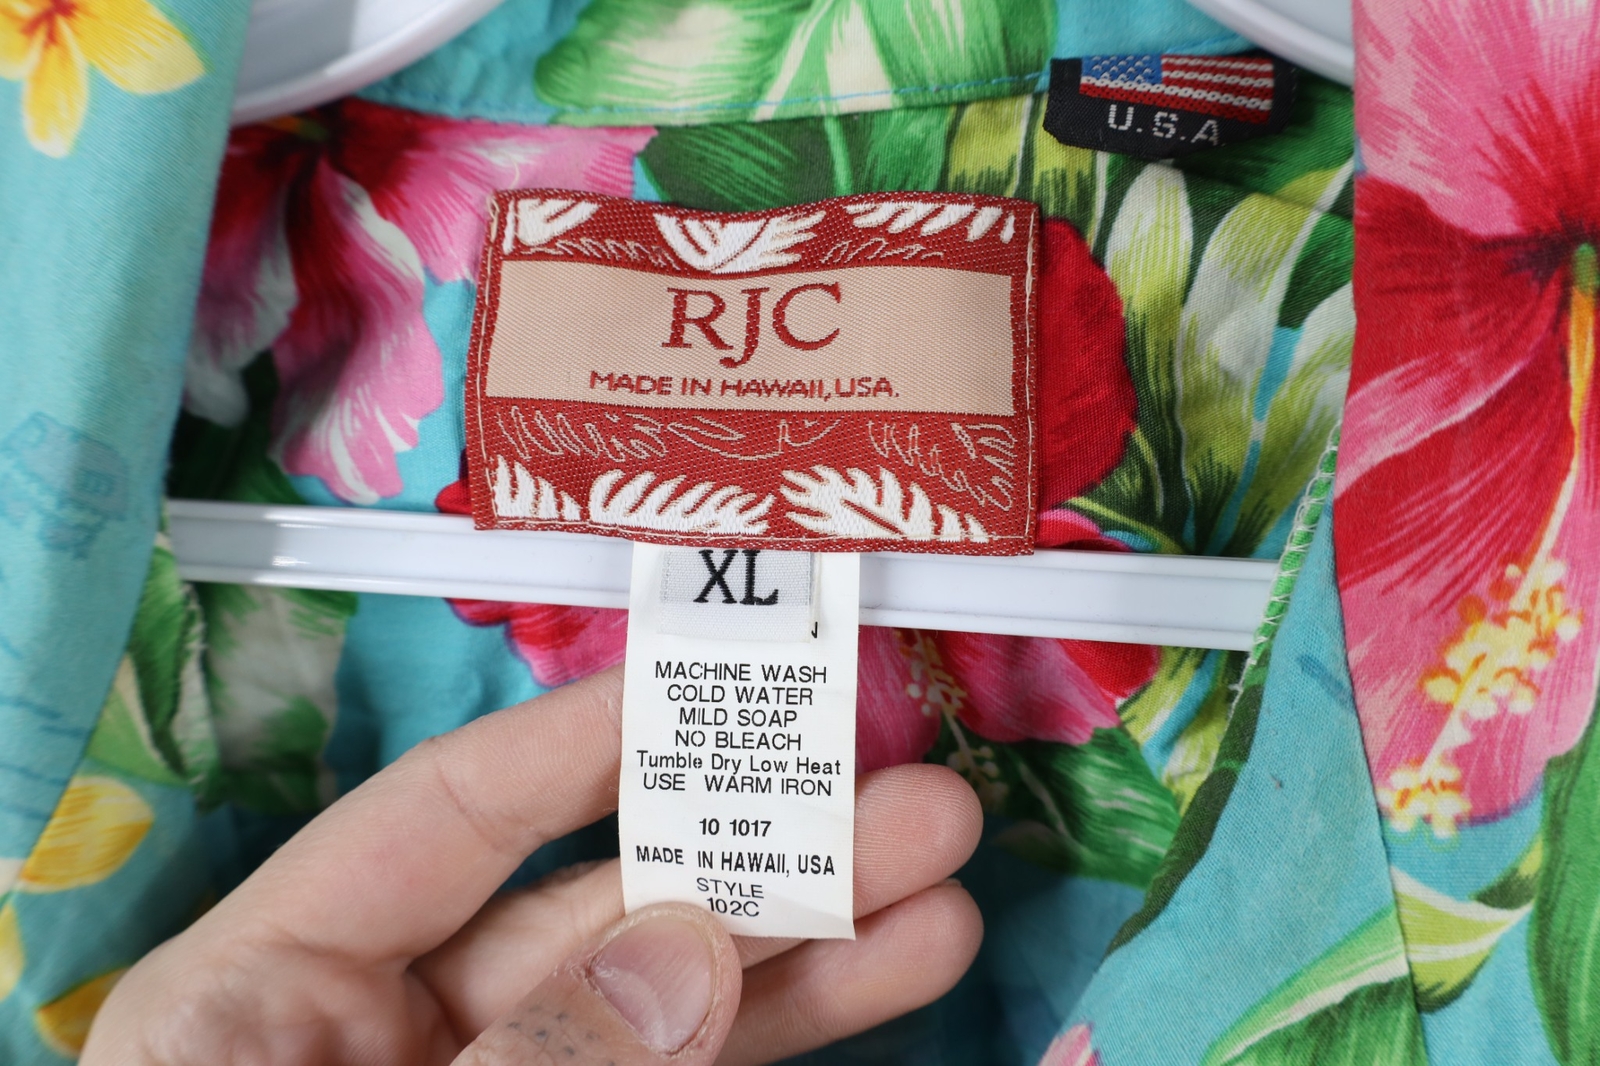 U.S.A
RJC
MADE IN HAWAII, USA.
XL
MACHINE WASH
COLD WATER
MILD SOAP
NO BLEACH
Tumble Dry Low Heat
USE WARM IRON
10 1017
MADE IN HAWAII, USA
STYLE
102C